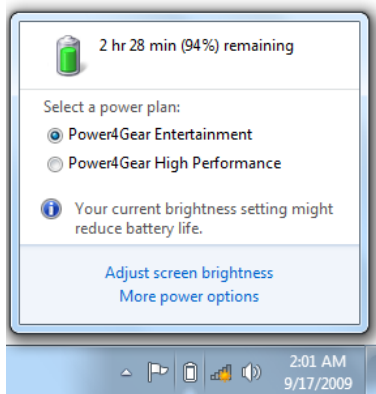 2 hr 28 min (94%) remaining
Select a power plan:
Power4Gear Entertainment
Power4Gear High Performance
Your current brightness setting might
reduce battery life.
Adjust screen brightness
More power options
2:01 AM
9/17/2009